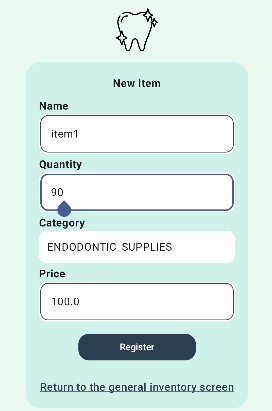 New Item
Name
item1
Quantity
90
Category
ENDODONTIC SUPPLIES
Price
100.0
Register
Return to the general inventory screen